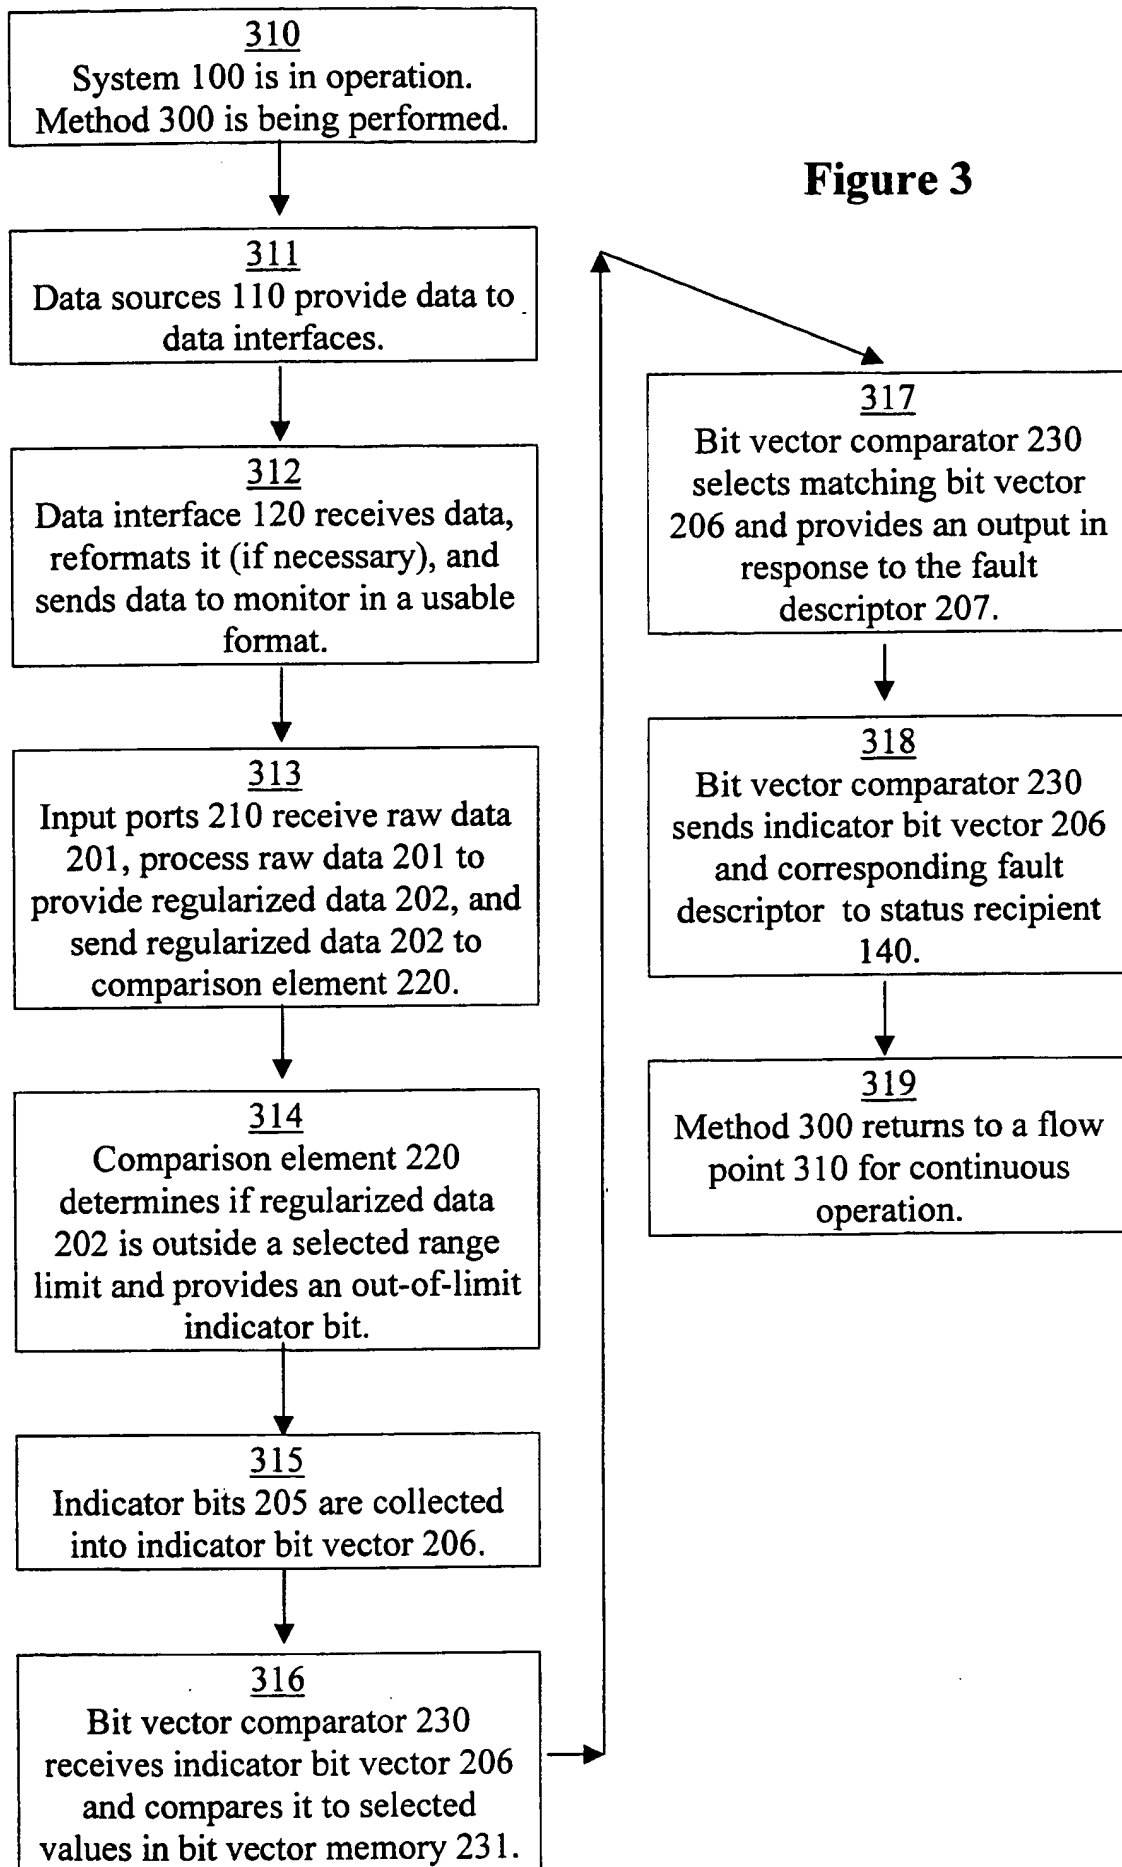 310
System 100 is in operation.
Method 300 is being performed.
311
Data sources 110 provide data to
data interfaces.
312
Data interface 120 receives data,
reformats it (if necessary), and
sends data to monitor in a usable
format.
313
Input ports 210 receive raw data
201, process raw data 201 to
provide regularized data 202, and
send regularized data 202 to
comparison element 220.
314
Comparison element 220
determines if regularized data
202 is outside a selected range
limit and provides an out-of-limit
indicator bit.
315
Indicator bits 205 are collected
into indicator bit vector 206.
316
Bit vector comparator 230
receives indicator bit vector 206
and compares it to selected
values in bit vector memory 231.
Figure 3
317
Bit vector comparator 230
selects matching bit vector
206 and provides an output in
response to the fault
descriptor 207.
318
Bit vector comparator 230
sends indicator bit vector 206
and corresponding fault
descriptor to status recipient
140.
319
Method 300 returns to a flow
point 310 for continuous
operation.